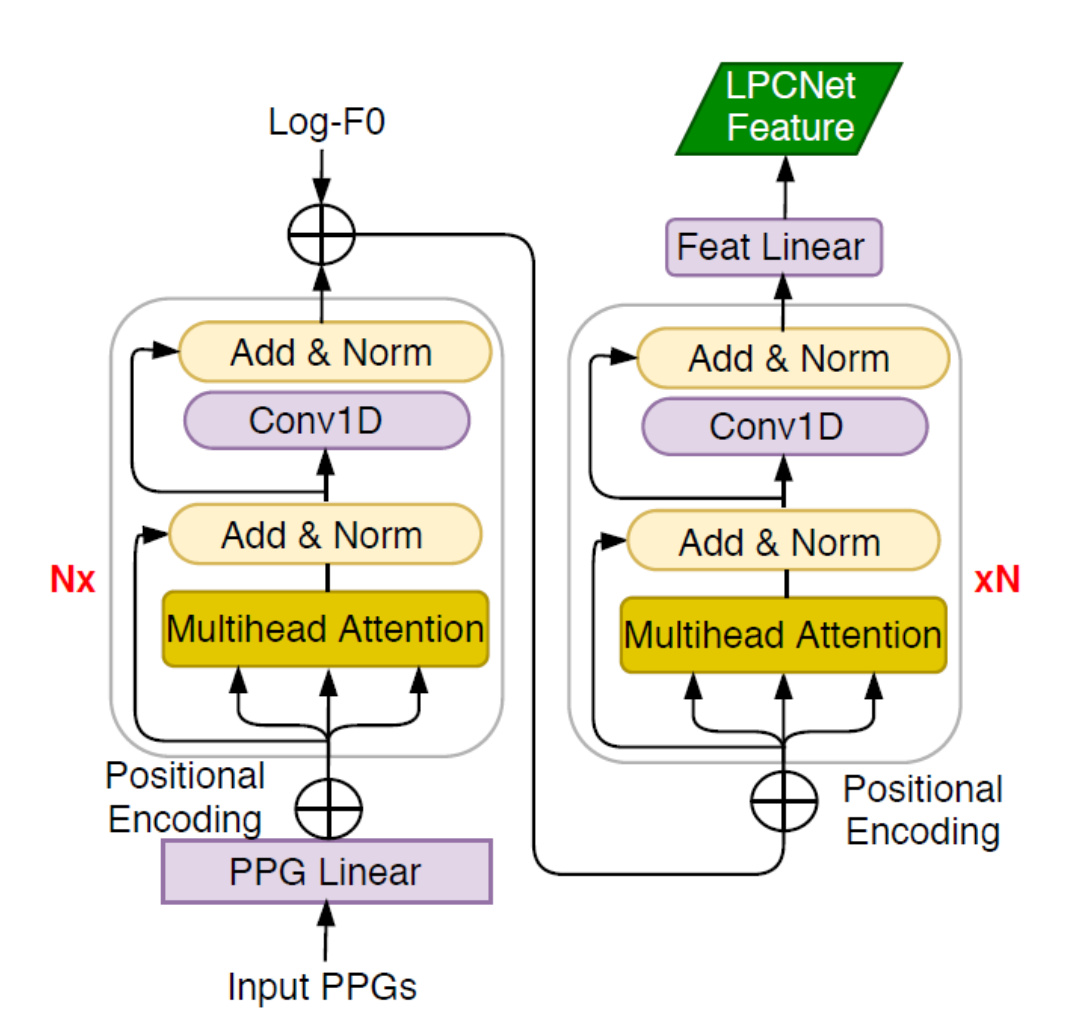 Log-F0
Add & Norm
Conv1D
Add & Norm
Nx
Multihead Attention
Positional
Encoding
PPG Linear
Input PPGs
LPCNet
Feature
Feat Linear
Add & Norm
Conv1D
Add & Norm
xN
Multihead Attention
Positional
Encoding